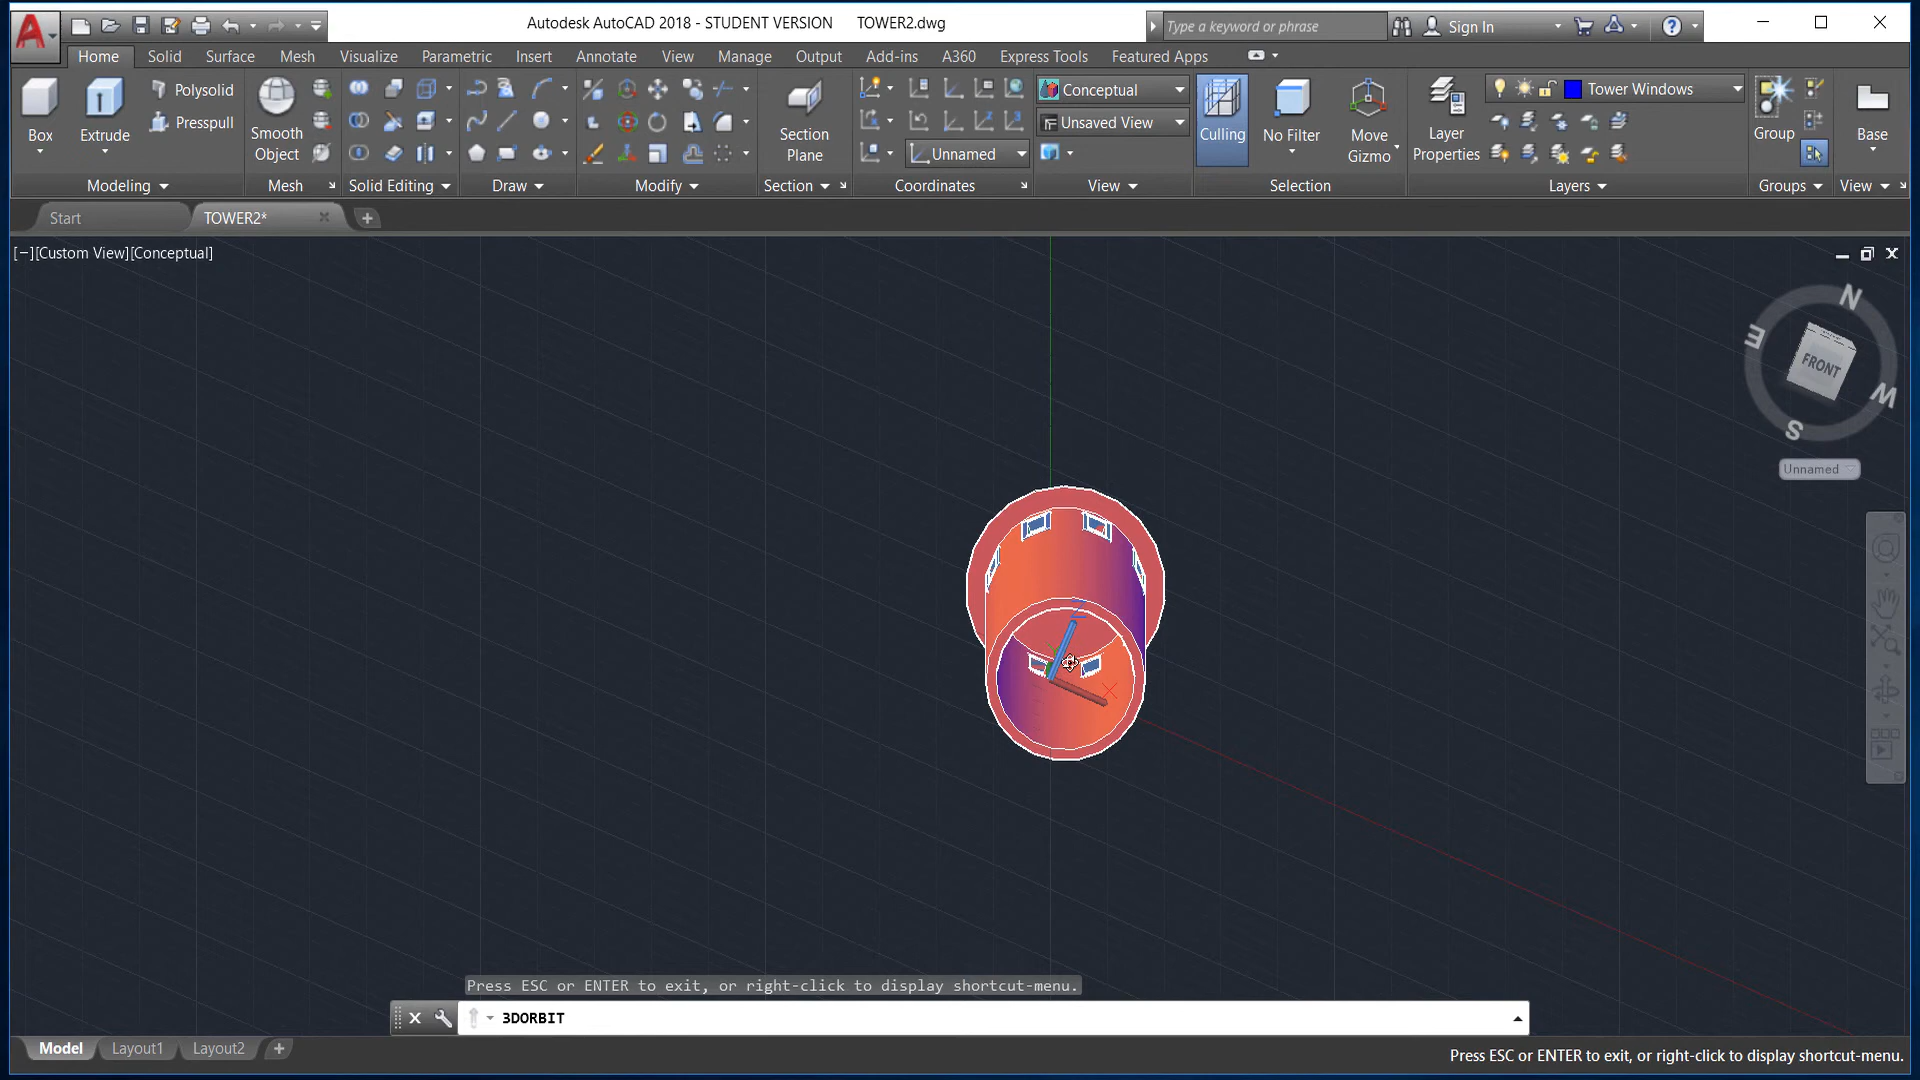 Autodesk AutoCAD 2018 - STUDENT VERSION TOWER2.dwg
Type a keyword or phrase
Sign In
Home Solid Surface Mesh Visualize Parametric Insert Annotate View Manage Output Add-ins A360 Express Tools Featured Apps
Box
Extrude
Polysolid
Presspull
Modeling
Smooth Object
Mesh
Solid Editing
Draw
Modify
Section Plane
Section
Unnamed
Coordinates
Conceptual
Unsaved View
View
Culling
No Filter
Move Gizmo
Selection
Layer Properties
Tower Windows
Layers
Group
Groups
Base
View
Start
TOWER2*
[−][Custom View][Conceptual]
N
E
FRONT
W
S
Unnamed
Z
X
Press ESC or ENTER to exit, or right-click to display shortcut-menu.
3DORBIT
Model Layout1 Layout2
Press ESC or ENTER to exit, or right-click to display shortcut-menu.